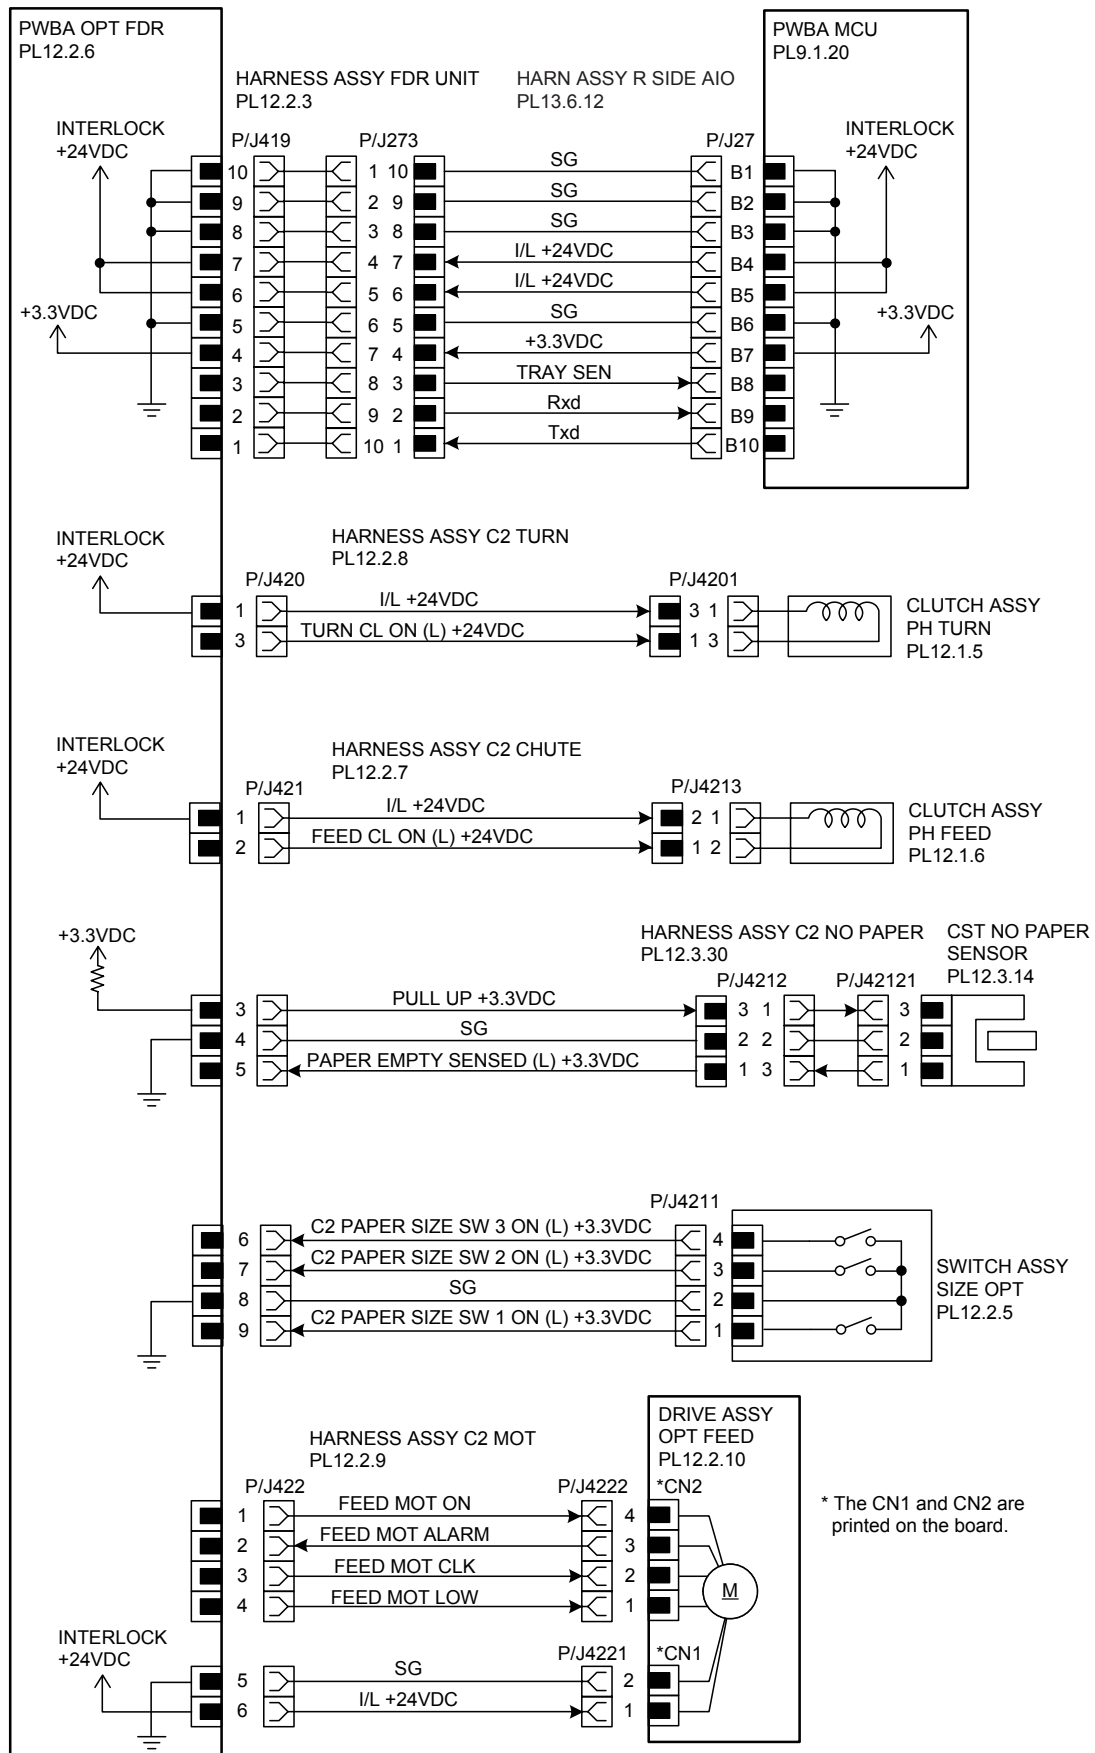 PWBA OPT FDR
PL12.2.6
PWBA MCU
PL9.1.20
HARNESS ASSY FDR UNIT
PL12.2.3
HARN ASSY R SIDE AIO
PL13.6.12
INTERLOCK
+24VDC
P/J419
P/J273
P/J27
INTERLOCK
+24VDC
10 1 10 SG B1
9 2 9 SG B2
8 3 8 SG B3
7 4 7 I/L +24VDC B4
6 5 6 I/L +24VDC B5
+3.3VDC
+3.3VDC
5 6 5 SG B6
4 7 4 +3.3VDC B7
3 8 3 TRAY SEN B8
2 9 2 Rxd B9
1 10 1 Txd B10
INTERLOCK
+24VDC
HARNESS ASSY C2 TURN
PL12.2.8
P/J420
P/J4201
1 I/L +24VDC 3 1
3 TURN CL ON (L) +24VDC 1 3
CLUTCH ASSY
PH TURN
PL12.1.5
INTERLOCK
+24VDC
HARNESS ASSY C2 CHUTE
PL12.2.7
P/J421
P/J4213
1 I/L +24VDC 2 1
2 FEED CL ON (L) +24VDC 1 2
CLUTCH ASSY
PH FEED
PL12.1.6
+3.3VDC
HARNESS ASSY C2 NO PAPER
PL12.3.30
CST NO PAPER
SENSOR
PL12.3.14
P/J4212
P/J42121
3 PULL UP +3.3VDC 3 1 3
4 SG 2 2 2
5 PAPER EMPTY SENSED (L) +3.3VDC 1 3 1
P/J4211
6 C2 PAPER SIZE SW 3 ON (L) +3.3VDC 4
7 C2 PAPER SIZE SW 2 ON (L) +3.3VDC 3
8 SG 2
9 C2 PAPER SIZE SW 1 ON (L) +3.3VDC 1
SWITCH ASSY
SIZE OPT
PL12.2.5
HARNESS ASSY C2 MOT
PL12.2.9
DRIVE ASSY
OPT FEED
PL12.2.10
P/J422
P/J4222
*CN2
1 FEED MOT ON 4
2 FEED MOT ALARM 3
3 FEED MOT CLK 2
4 FEED MOT LOW 1
M
* The CN1 and CN2 are
printed on the board.
INTERLOCK
+24VDC
P/J4221
*CN1
5 SG 2
6 I/L +24VDC 1